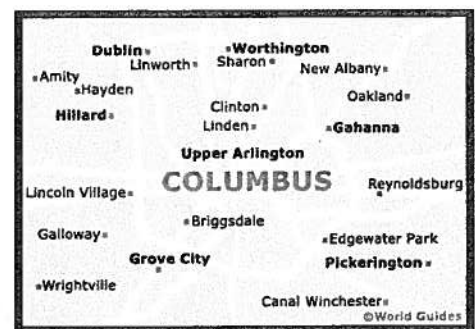 Dublin
Worthington
Linworth
Sharon
New Albany
Amity
Hayden
Oakland
Hillard
Clinton
Linden
Gahanna
Upper Arlington
COLUMBUS
Reynoldsburg
Lincoln Village
Briggsdale
Galloway
Edgewater Park
Grove City
Pickerington
Wrightville
Canal Winchester
©World Guides